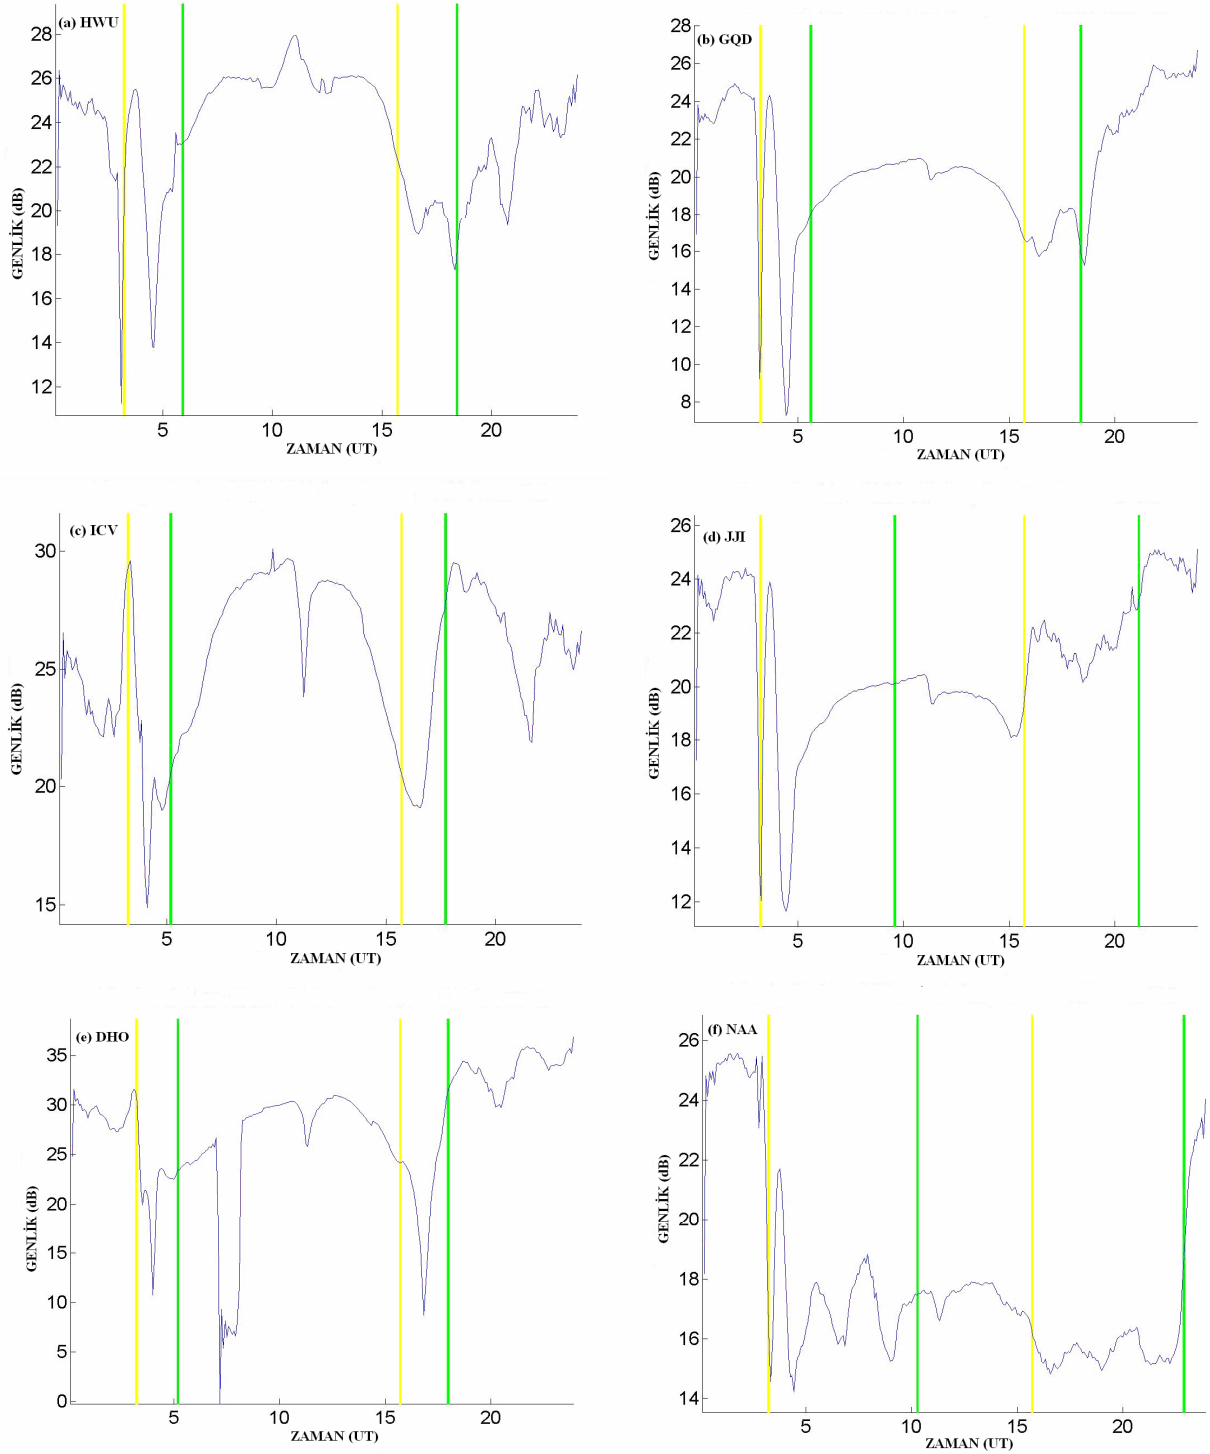 (a) HWU
28
26
24
22
20
18
16
14
12
GENLİK (dB)
5 10 15 20
ZAMAN (UT)
(b) GQD
28
26
24
22
20
18
16
14
12
10
8
GENLİK (dB)
5 10 15 20
ZAMAN (UT)
(c) ICV
30
25
20
15
GENLİK (dB)
5 10 15 20
ZAMAN (UT)
(d) JJI
26
24
22
20
18
16
14
12
GENLİK (dB)
5 10 15 20
ZAMAN (UT)
(e) DHO
35
30
25
20
15
10
5
0
GENLİK (dB)
5 10 15 20
ZAMAN (UT)
(f) NAA
26
24
22
20
18
16
14
GENLİK (dB)
5 10 15 20
ZAMAN (UT)